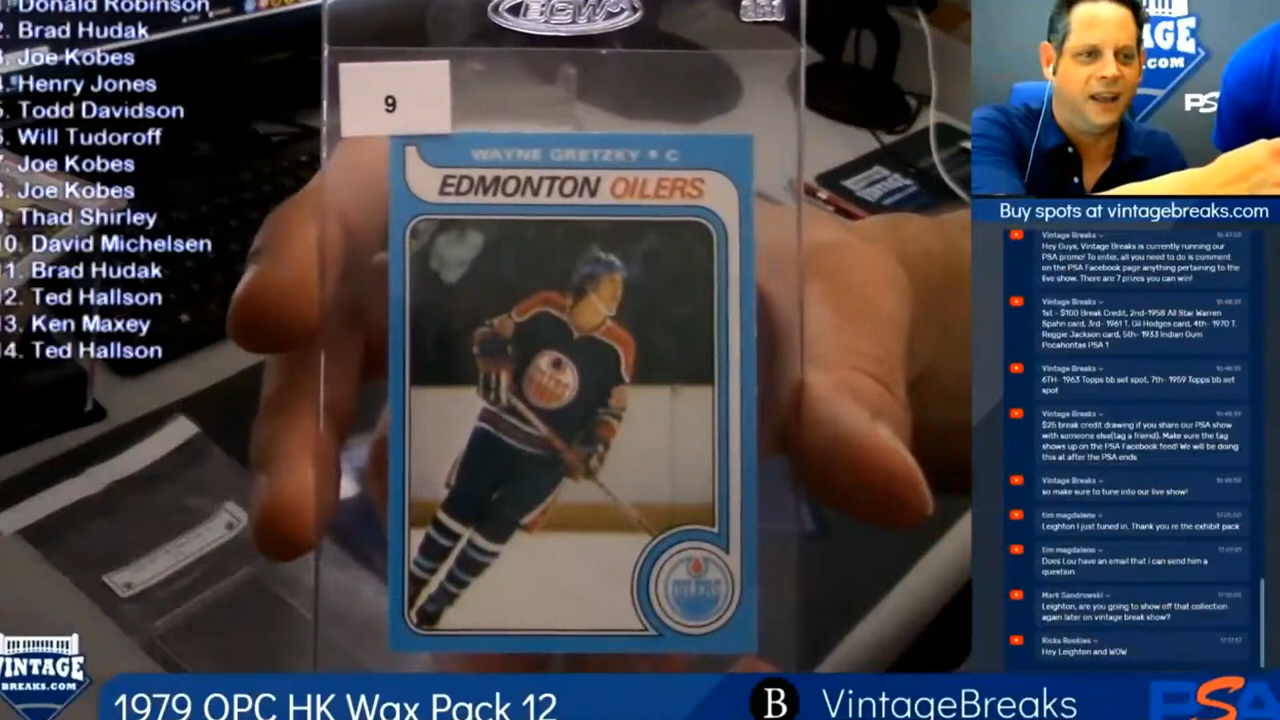 Donald Robinson
2. Brad Hudak
3. Joe Kobes
4. Henry Jones
5. Todd Davidson
6. Will Tudoroff
7. Joe Kobes
8. Joe Kobes
9. Thad Shirley
10. David Michelsen
11. Brad Hudak
12. Ted Hallson
13. Ken Maxey
14. Ted Hallson
BCW
9
WAYNE GRETZKY * C
EDMONTON OILERS
OILERS
OILERS
AGE
.COM
PS
Buy spots at vintagebreaks.com
Vintage Breaks
Hey Guys, Vintage Breaks is currently running our
PSA promo! To enter, all you need to do is comment
on the PSA Facebook page anything pertaining to the
live show. There are 7 prizes you can win!
Vintage Breaks
1st - $100 Break Credit, 2nd-1958 All Star Warren
Spahn card, 3rd- 1961 T. Gil Hodges card, 4th- 1970 T.
Reggie Jackson card, 5th- 1933 Indian Gum
Pocahontas PSA 1
Vintage Breaks
6TH- 1963 Topps bb set spot, 7th- 1959 Topps bb set
spot
Vintage Breaks
$25 break credit drawing if you share our PSA show
with someone else(tag a friend). Make sure the tag
shows up on the PSA Facebook feed! We will be doing
this at after the PSA ends
Vintage Breaks
so make sure to tune into our live show!
tim magdalene
Leighton I just tuned in. Thank you re the exhibit pack
tim magdalene
Does Lou have an email that I can send him a
question
Mark Sandrowski
Leighton, are you going to show off that collection
again later on vintage break show?
Ricks Rookies
Hey Leighton and WOW
VINTAGE
BREAKS.COM
1979 OPC HK Wax Pack 12
B VintageBreaks
PSA